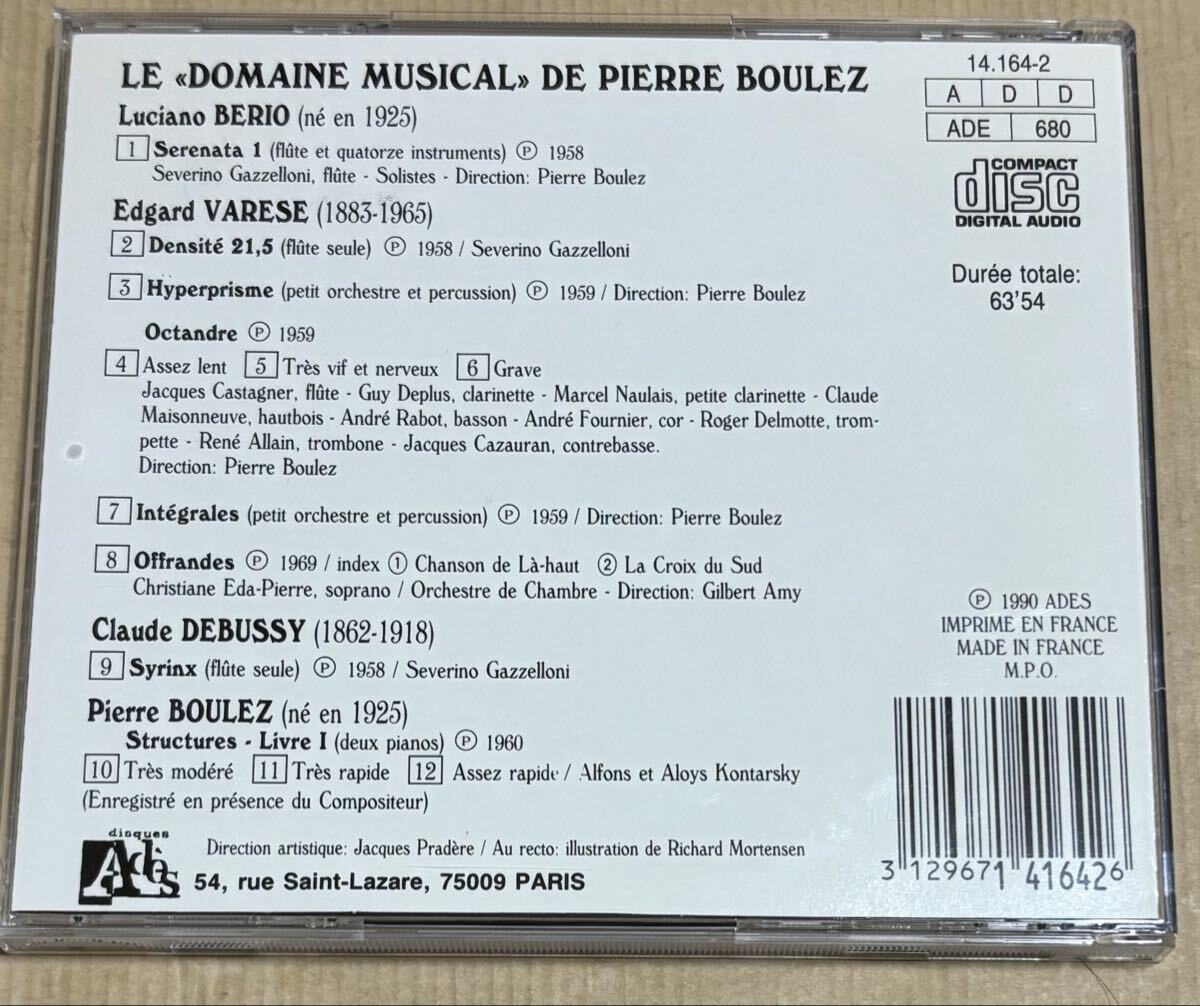 LE «DOMAINE MUSICAL» DE PIERRE BOULEZ
Luciano BERIO (né en 1925)
1 Serenata 1 (flûte et quatorze instruments) Ⓟ 1958
Severino Gazzelloni, flûte - Solistes - Direction: Pierre Boulez
Edgard VARESE (1883-1965)
2 Densité 21,5 (flûte seule) Ⓟ 1958 / Severino Gazzelloni
3 Hyperprisme (petit orchestre et percussion) Ⓟ 1959 / Direction: Pierre Boulez
Octandre Ⓟ 1959
4 Assez lent 5 Très vif et nerveux 6 Grave
Jacques Castagner, flûte - Guy Deplus, clarinette - Marcel Naulais, petite clarinette - Claude
Maisonneuve, hautbois - André Rabot, basson - André Fournier, cor - Roger Delmotte, trom-
pette - René Allain, trombone - Jacques Cazauran, contrebasse.
Direction: Pierre Boulez
7 Intégrales (petit orchestre et percussion) Ⓟ 1959 / Direction: Pierre Boulez
8 Offrandes Ⓟ 1969 / index ① Chanson de Là-haut ② La Croix du Sud
Christiane Eda-Pierre, soprano / Orchestre de Chambre - Direction: Gilbert Amy
Claude DEBUSSY (1862-1918)
9 Syrinx (flûte seule) Ⓟ 1958 / Severino Gazzelloni
Pierre BOULEZ (né en 1925)
Structures - Livre I (deux pianos) Ⓟ 1960
10 Très modéré 11 Très rapide 12 Assez rapide / Alfons et Aloys Kontarsky
(Enregistré en présence du Compositeur)
disques
Adès
Direction artistique: Jacques Pradère / Au recto: illustration de Richard Mortensen
54, rue Saint-Lazare, 75009 PARIS
14.164-2
A D D
ADE 680
COMPACT
disc
DIGITAL AUDIO
Durée totale:
63'54
Ⓟ 1990 ADES
IMPRIME EN FRANCE
MADE IN FRANCE
M.P.O.
3 129671 416426